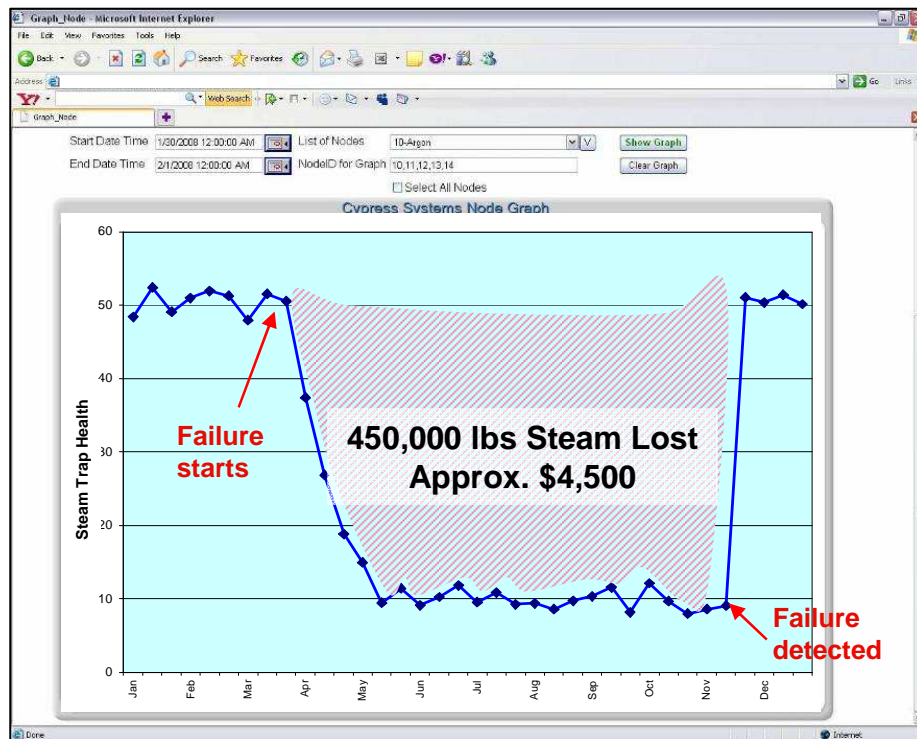 Graph_Node - Microsoft Internet Explorer
File Edit View Favorites Tools Help
Back Search Favorites
Address Go Links
Y! Web Search
Graph_Node
Start Date Time 1/30/2008 12:00:00 AM List of Nodes 10-Argon V Show Graph
End Date Time 2/1/2008 12:00:00 AM NodeID for Graph 10,11,12,13,14 Clear Graph
Select All Nodes
Cypress Systems Node Graph
60
50
40
30
20
10
0
Steam Trap Health
Failure
starts
450,000 lbs Steam Lost
Approx. $4,500
Failure
detected
Jan Feb Mar Apr May Jun Jul Aug Sep Oct Nov Dec
Done Internet